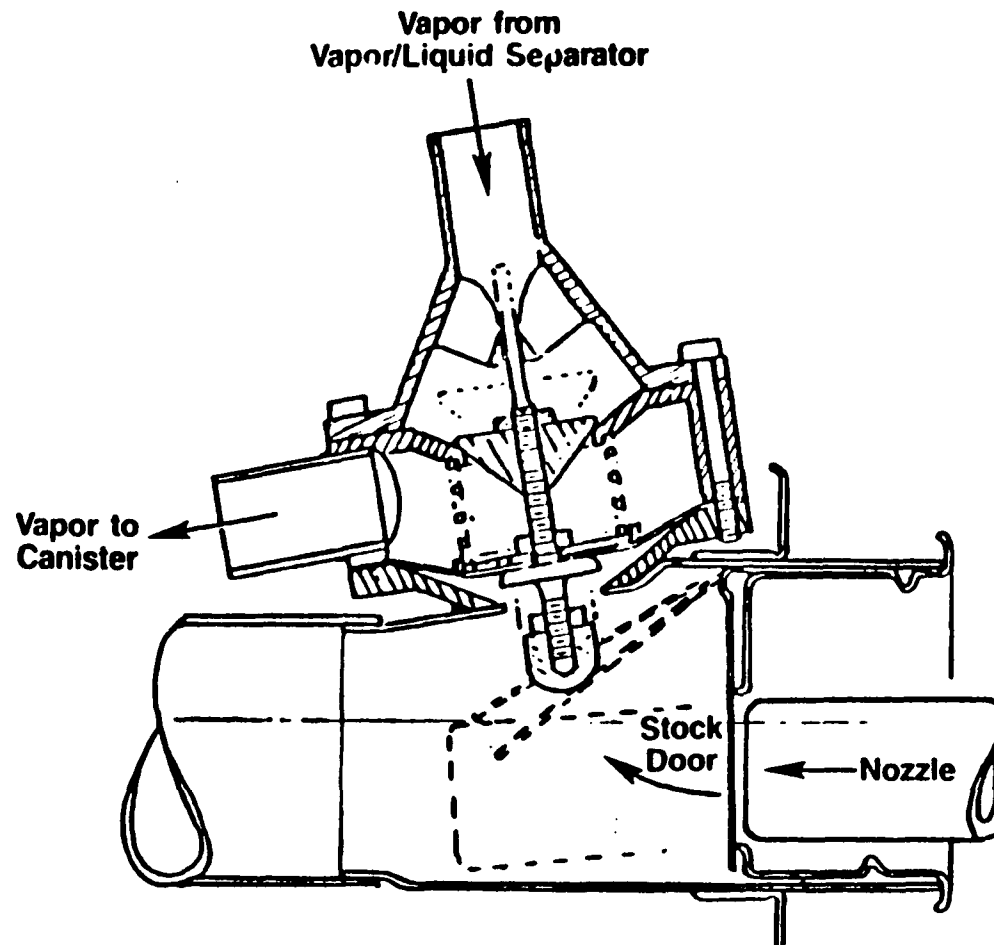 Vapor from
Vapor/Liquid Separator
Vapor to
Canister
Stock
Door
Nozzle